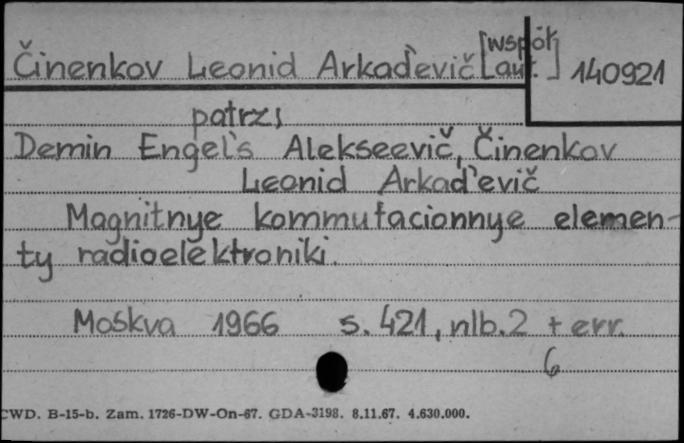 Činenkov Leonid Arkad'evič [współaut.] 140921
patrz:
Demin Engel's Alekseevič, Činenkov
Leonid Arkad'evič
Magnitnye kommutacionnye elemen-
ty radioelektroniki.
Moskva 1966 s. 421, nlb. 2 + err.
6
CWD. B-15-b. Zam. 1726-DW-On-67. GDA-3198. 8.11.67. 4.630.000.